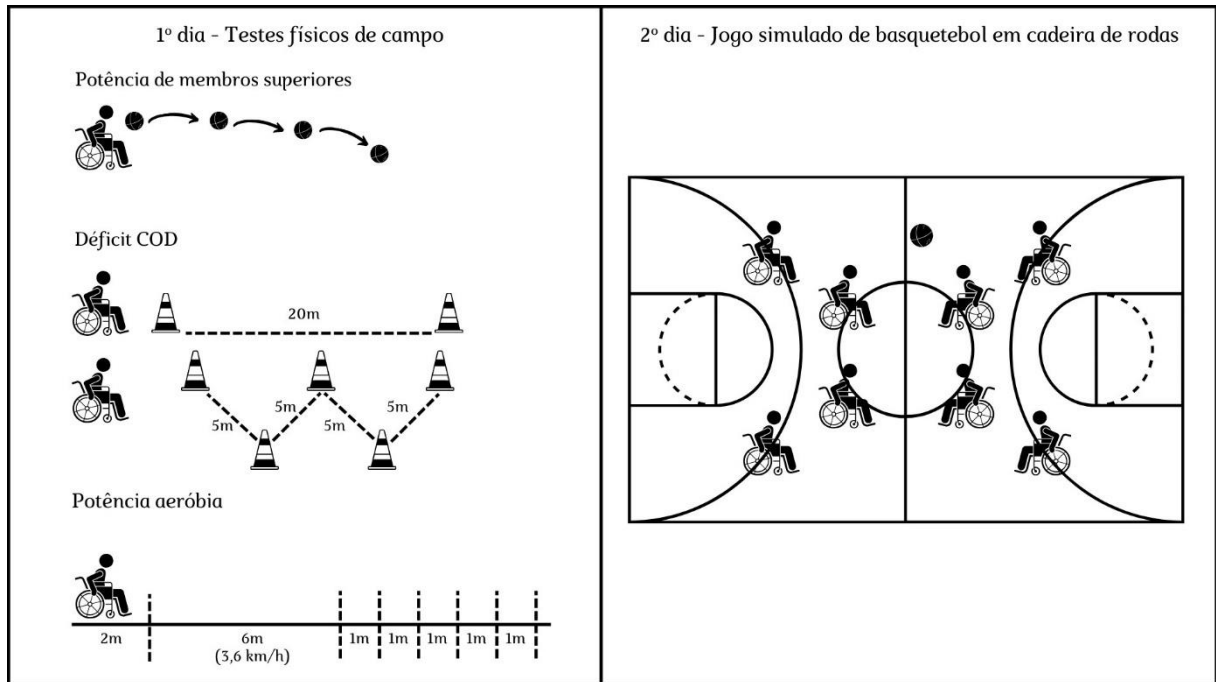 1º dia - Testes físicos de campo
Potência de membros superiores
Déficit COD
20m
5m
5m
5m
5m
Potência aeróbia
2m
6m
(3,6 km/h)
1m
1m
1m
1m
1m
2º dia - Jogo simulado de basquetebol em cadeira de rodas